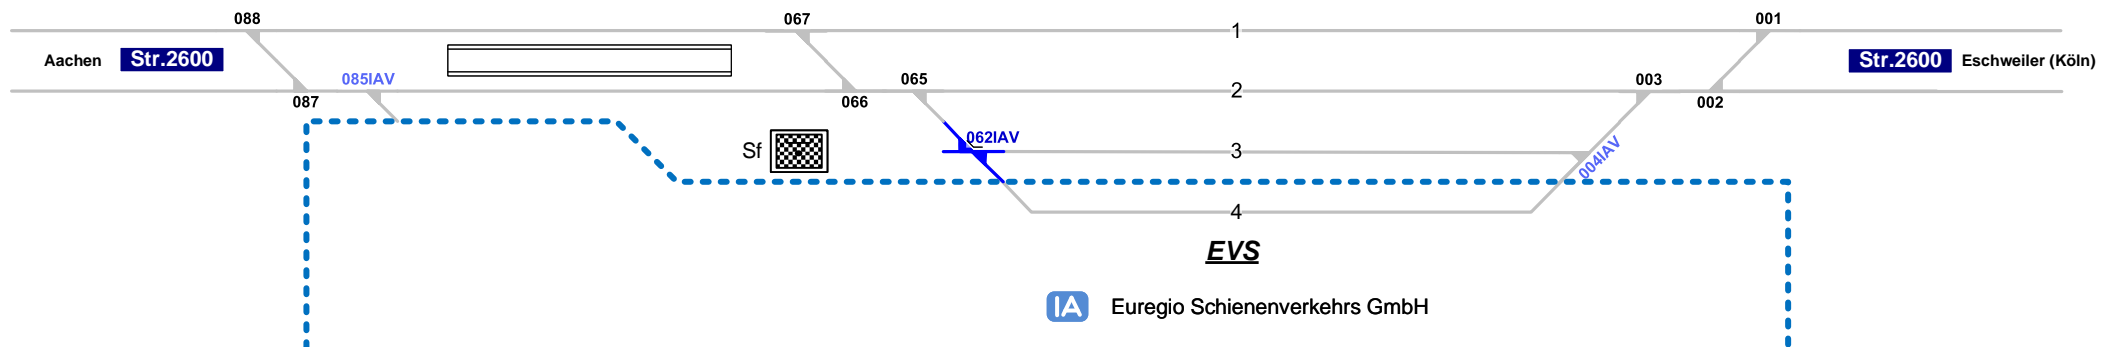 088
067
1
001
Aachen
Str.2600
Str.2600
Eschweiler (Köln)
085IAV
065
003
2
087
066
002
062IAV
Sf
3
004IAV
4
EVS
IA
Euregio Schienenverkehrs GmbH